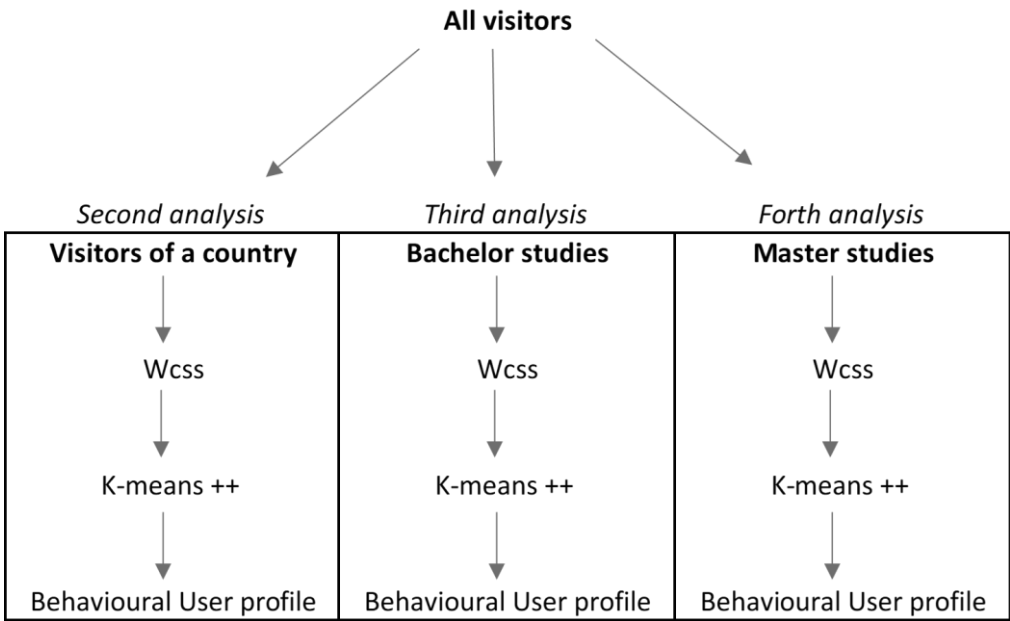 All visitors
Second analysis
Third analysis
Forth analysis
Visitors of a country
Bachelor studies
Master studies
Wcss
Wcss
Wcss
K-means ++
K-means ++
K-means ++
Behavioural User profile
Behavioural User profile
Behavioural User profile